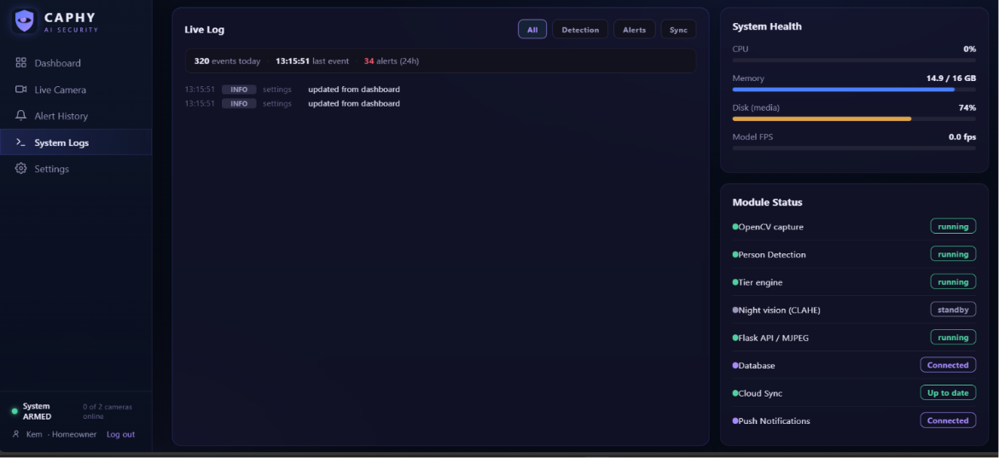 CAPHY
AI SECURITY
Dashboard
Live Camera
Alert History
System Logs
Settings
System ARMED
0 of 2 cameras online
Kem · Homeowner Log out
Live Log
All Detection Alerts Sync
320 events today 13:15:51 last event 34 alerts (24h)
13:15:51 INFO settings updated from dashboard
13:15:51 INFO settings updated from dashboard
System Health
CPU 0%
Memory 14.9 / 16 GB
Disk (media) 74%
Model FPS 0.0 fps
Module Status
OpenCV capture running
Person Detection running
Tier engine running
Night vision (CLAHE) standby
Flask API / MJPEG running
Database Connected
Cloud Sync Up to date
Push Notifications Connected